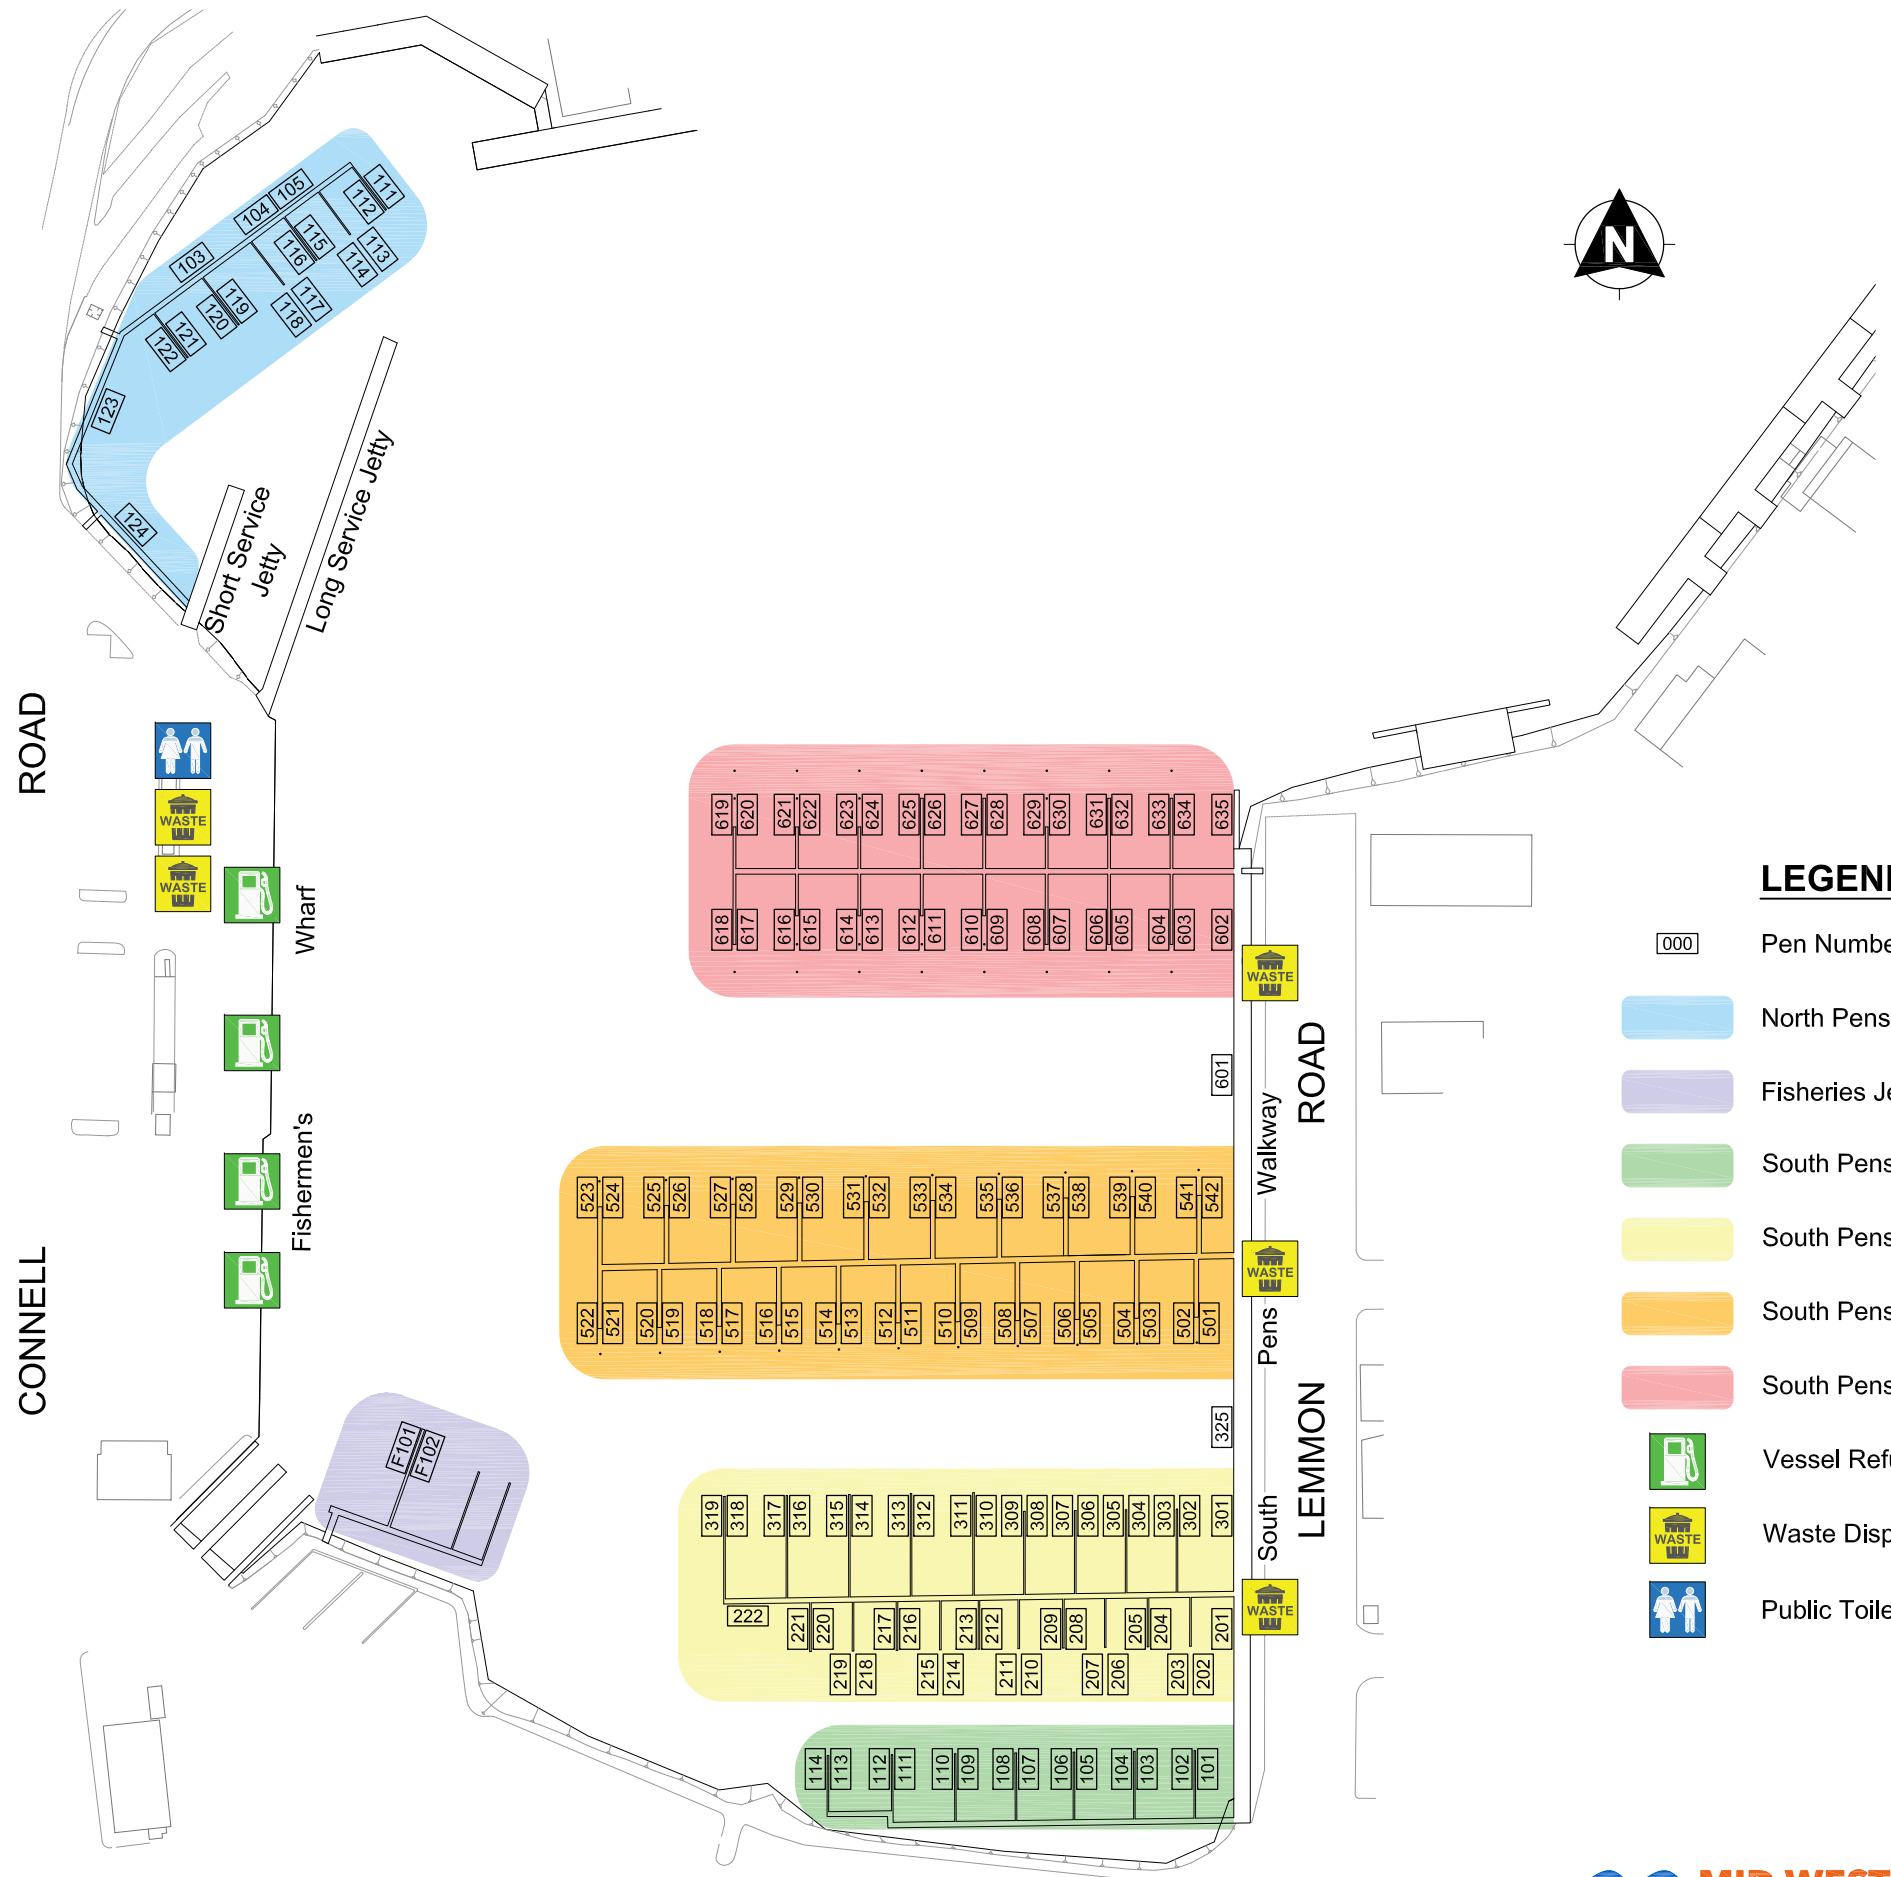 105
104
103
111
112
113
114
115
116
117
118
119
120
121
122
123
124
N
Short Service
Jetty
Long Service Jetty
ROAD
CONNELL
WASTE
WASTE
Wharf
Fishermen's
619 620 621 622 623 624 625 626 627 628 629 630 631 632 633 634 635
618 617 616 615 614 613 612 611 610 609 608 607 606 605 604 603 602
WASTE
601
ROAD
LEMMON
Walkway
Pens
South
523 524 525 526 527 528 529 530 531 532 533 534 535 536 537 538 539 540 541 542
WASTE
522 521 520 519 518 517 516 515 514 513 512 511 510 509 508 507 506 505 504 503 502 501
325
F101
F102
319 318 317 316 315 314 313 312 311 310 309 308 307 306 305 304 303 302 301
WASTE
222 221 220 217 216 213 212 209 208 205 204 201
219 218 215 214 211 210 207 206 203 202
114 113 112 111 110 109 108 107 106 105 104 103 102 101
LEGEN
000 Pen Numbe
North Pens
Fisheries Je
South Pens
South Pens
South Pens
South Pens
Vessel Refu
WASTE Waste Disp
Public Toile
MID WEST